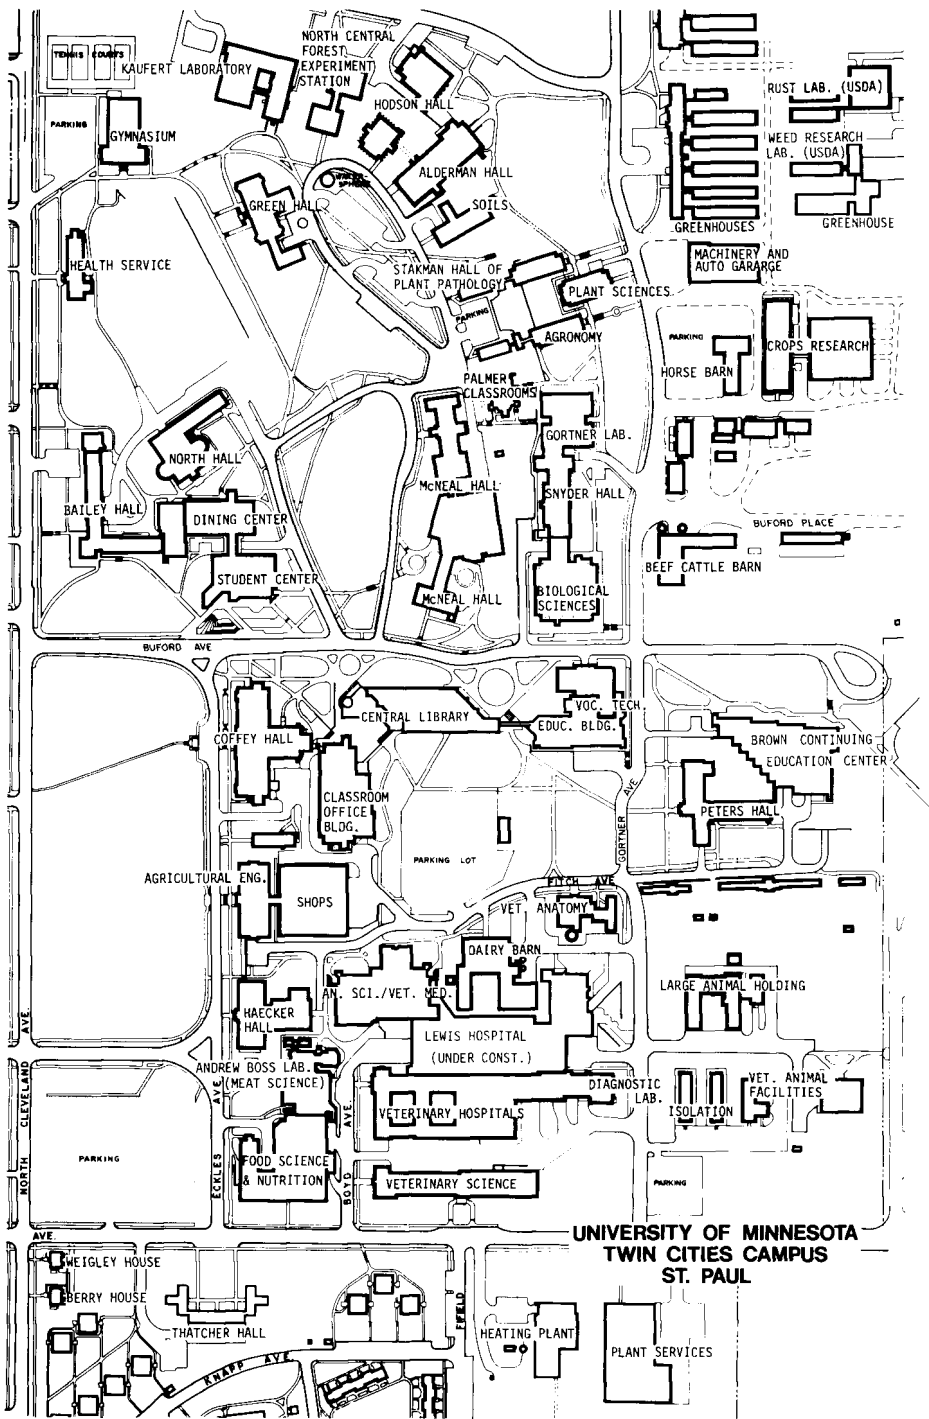 TENNIS COURTS
KAUFERT LABORATORY
NORTH CENTRAL
FOREST
EXPERIMENT
STATION
HODSON HALL
RUST LAB. (USDA)
PARKING
GYMNASIUM
WEED RESEARCH
LAB. (USDA)
ALDERMAN HALL
GREEN HALL
SOILS
GREENHOUSES
GREENHOUSE
HEALTH SERVICE
STAKMAN HALL OF
PLANT PATHOLOGY
MACHINERY AND
AUTO GARARGE
PLANT SCIENCES
PARKING
AGRONOMY
PARKING
CROPS RESEARCH
HORSE BARN
PALMER
CLASSROOMS
GORTNER LAB.
NORTH HALL
McNEAL HALL
SNYDER HALL
BAILEY HALL
DINING CENTER
BUFORD PLACE
STUDENT CENTER
BEEF CATTLE BARN
McNEAL HALL
BIOLOGICAL
SCIENCES
BUFORD AVE
CENTRAL LIBRARY
VOC. TECH.
EDUC. BLDG.
COFFEY HALL
BROWN CONTINUING
EDUCATION CENTER
CLASSROOM
OFFICE
BLDG.
GORTNER AVE
PETERS HALL
PARKING LOT
AGRICULTURAL ENG.
SHOPS
FITCH AVE
VET. ANATOMY
DAIRY BARN
AN. SCI./VET. MED.
LARGE ANIMAL HOLDING
HAECKER
HALL
LEWIS HOSPITAL
(UNDER CONST.)
ANDREW BOSS LAB.
(MEAT SCIENCE)
DIAGNOSTIC
LAB.
VET. ANIMAL
FACILITIES
ISOLATION
VETERINARY HOSPITALS
NORTH CLEVELAND AVE.
ECKLES AVE
BOYD AVE
PARKING
FOOD SCIENCE
& NUTRITION
VETERINARY SCIENCE
PARKING
AVE.
UNIVERSITY OF MINNESOTA
TWIN CITIES CAMPUS
ST. PAUL
WEIGLEY HOUSE
BERRY HOUSE
THATCHER HALL
FIFIELD
HEATING PLANT
PLANT SERVICES
KNAPP AVE.